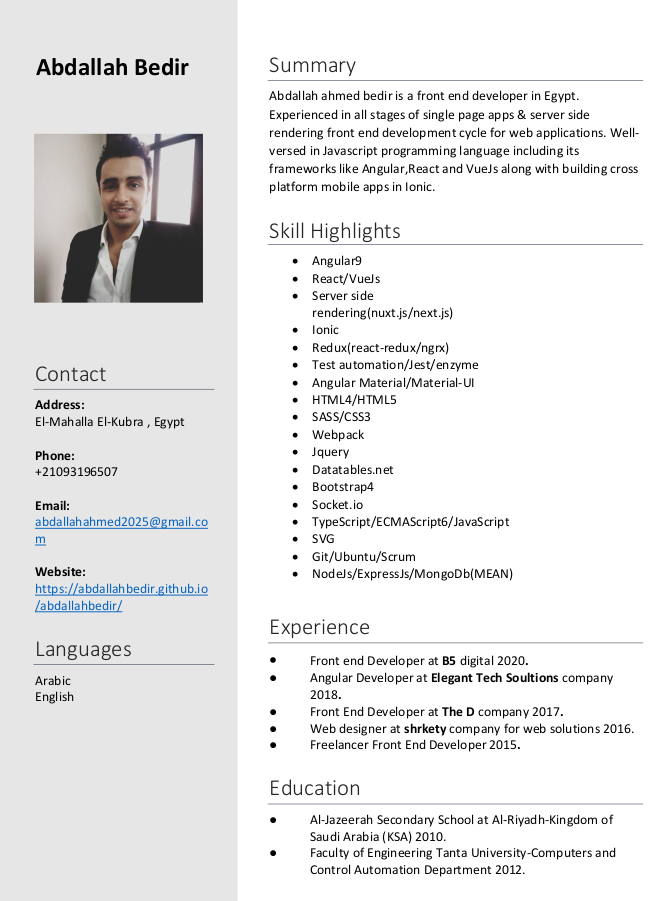 Abdallah Bedir
Contact
Address:
El-Mahalla El-Kubra , Egypt
Phone:
+21093196507
Email:
abdallahahmed2025@gmail.co
m
Website:
https://abdallahbedir.github.io
/abdallahbedir/
Languages
Arabic
English
Summary
Abdallah ahmed bedir is a front end developer in Egypt.
Experienced in all stages of single page apps & server side
rendering front end development cycle for web applications. Well-
versed in Javascript programming language including its
frameworks like Angular,React and VueJs along with building cross
platform mobile apps in Ionic.
Skill Highlights
• Angular9
• React/VueJs
• Server side
rendering(nuxt.js/next.js)
• Ionic
• Redux(react-redux/ngrx)
• Test automation/Jest/enzyme
• Angular Material/Material-UI
• HTML4/HTML5
• SASS/CSS3
• Webpack
• Jquery
• Datatables.net
• Bootstrap4
• Socket.io
• TypeScript/ECMAScript6/JavaScript
• SVG
• Git/Ubuntu/Scrum
• NodeJs/ExpressJs/MongoDb(MEAN)
Experience
● Front end Developer at B5 digital 2020.
● Angular Developer at Elegant Tech Soultions company
2018.
● Front End Developer at The D company 2017.
● Web designer at shrkety company for web solutions 2016.
● Freelancer Front End Developer 2015.
Education
● Al-Jazeerah Secondary School at Al-Riyadh-Kingdom of
Saudi Arabia (KSA) 2010.
● Faculty of Engineering Tanta University-Computers and
Control Automation Department 2012.